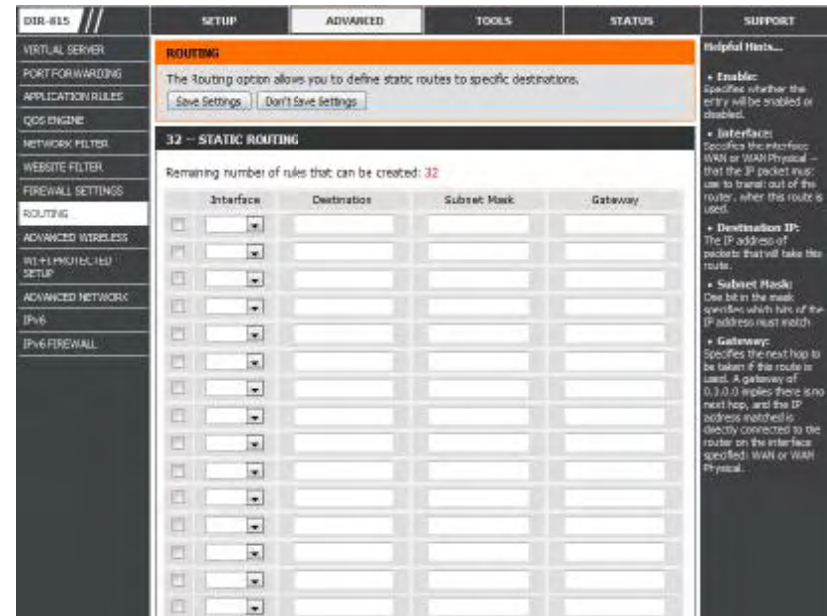 DIR-815
SETUP
ADVANCED
TOOLS
STATUS
SUPPORT
VIRTUAL SERVER
PORT FORWARDING
APPLICATION RULES
QOS ENGINE
NETWORK FILTER
WEBSITE FILTER
FIREWALL SETTINGS
ROUTING
ADVANCED WIRELESS
WI-FI PROTECTED
SETUP
ADVANCED NETWORK
IPv6
IPv6 FIREWALL
ROUTING
The Routing option allows you to define static routes to specific destinations.
Save Settings
Don't Save Settings
32 -- STATIC ROUTING
Remaining number of rules that can be created: 32
Interface
Destination
Subnet Mask
Gateway
Helpful Hints...
• Enable:
Specifies whether the
entry will be enabled or
disabled.
• Interface:
Specifies the interface
WAN or WAN Physical --
that the IP packet must
use to transit out of the
router, when this route is
used.
• Destination IP:
The IP address of
packets that will take this
route.
• Subnet Mask:
One bit in the mask
specifies which bits of the
IP address must match
• Gateway:
Specifies the next hop to
be taken if this route is
used. A gateway of
0.0.0.0 implies there is no
next hop, and the IP
address matched is
directly connected to the
router on the interface
specified: WAN or WAN
Physical.